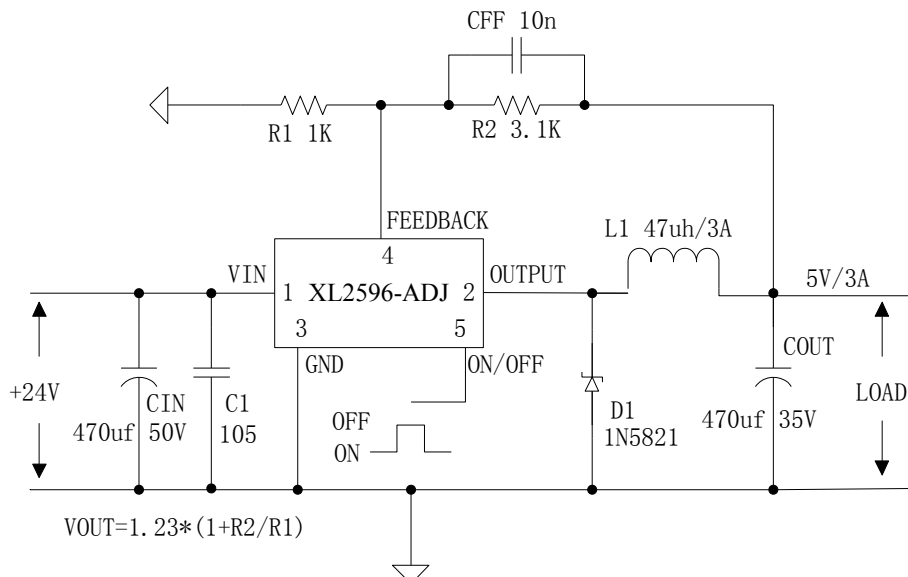 CFF 10n
R1 1K
R2 3.1K
FEEDBACK
4
L1 47uh/3A
VIN
OUTPUT
5V/3A
1 XL2596-ADJ 2
3
5
GND
ON/OFF
COUT
+24V
CIN
C1
D1
LOAD
470uf 50V
105
OFF
1N5821
470uf 35V
ON
VOUT=1.23*(1+R2/R1)